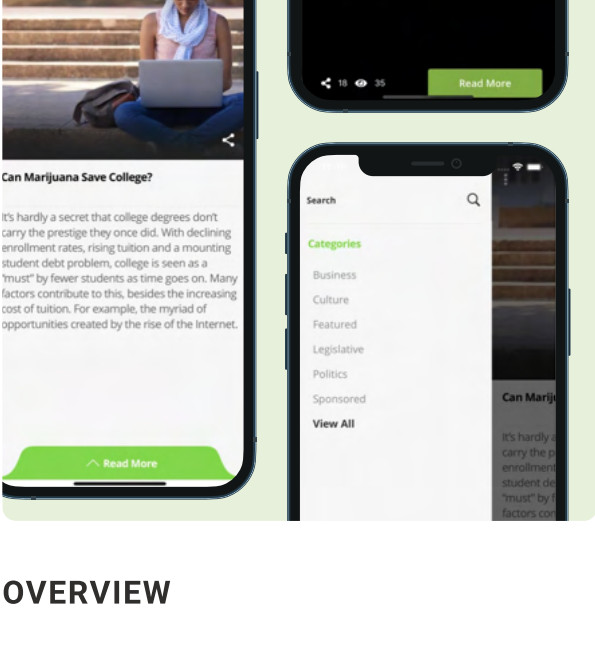 Can Marijuana Save College?
It's hardly a secret that college degrees don't
carry the prestige they once did. With declining
enrollment rates, rising tuition and a mounting
student debt problem, college is seen as a
"must" by fewer students as time goes on. Many
factors contribute to this, besides the increasing
cost of tuition. For example, the myriad of
opportunities created by the rise of the Internet.
Read More
18 35 Read More
Search
Categories
Business
Culture
Featured
Legislative
Politics
Sponsored
View All
Can Mariju
It's hardly a
carry the p
enrollment
student de
"must" by f
factors con
OVERVIEW